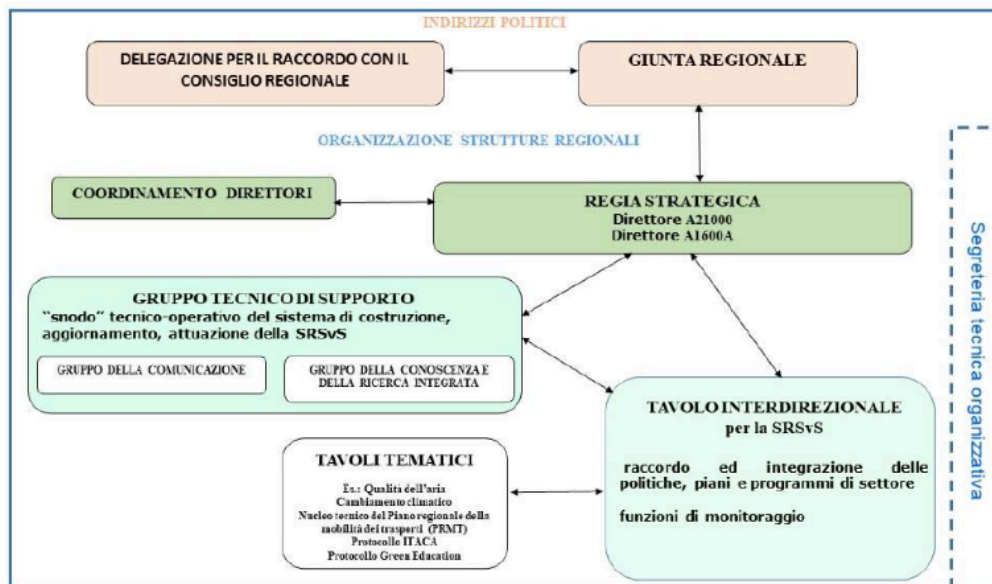 INDIRIZZI POLITICI
DELEGAZIONE PER IL RACCORDO CON IL
CONSIGLIO REGIONALE
GIUNTA REGIONALE
ORGANIZZAZIONE STRUTTURE REGIONALI
COORDINAMENTO DIRETTORI
REGIA STRATEGICA
Direttore A21000
Direttore A1600A
GRUPPO TECNICO DI SUPPORTO
“snodo” tecnico-operativo del sistema di costruzione,
aggiornamento, attuazione della SRSvS
GRUPPO DELLA COMUNICAZIONE
GRUPPO DELLA CONOSCENZA E
DELLA RICERCA INTEGRATA
TAVOLO INTERDIREZIONALE
per la SRSvS
raccordo ed integrazione delle
politiche, piani e programmi di settore
funzioni di monitoraggio
TAVOLI TEMATICI
Es.: Qualità dell'aria
Cambiamento climatico
Nucleo tecnico del Piano regionale della
mobilità dei trasporti (PRMT)
Protocollo ITACA
Protocollo Green Education
Segreteria tecnica organizzativa